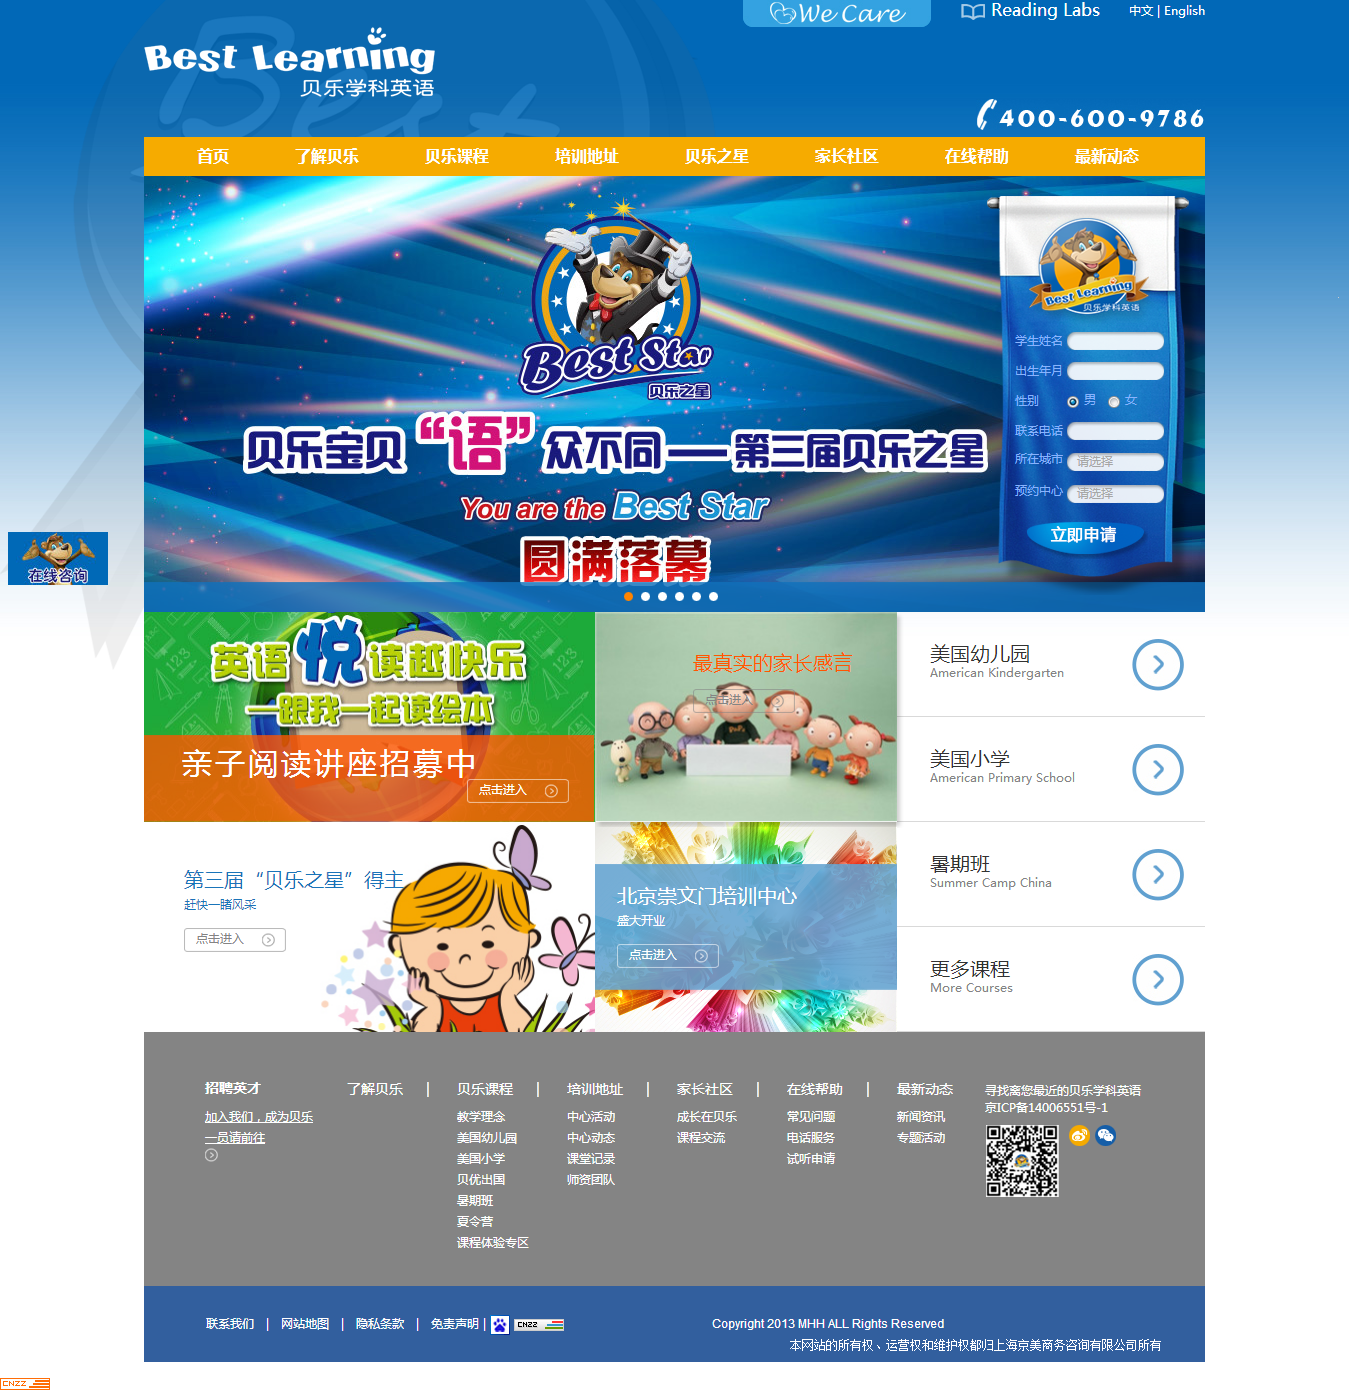 We Care
Reading Labs
中文 | English
Best Learning
贝乐学科英语
Best
400-600-9786
首页 了解贝乐 贝乐课程 培训地址 贝乐之星 家长社区 在线帮助 最新动态
Best Star
贝乐之星
贝乐宝贝“语”众不同——第三届贝乐之星
You are the Best Star
圆满落幕
Best Learning
贝乐学科英语
学生姓名
出生年月
性别 男 女
联系电话
所在城市 请选择
预约中心 请选择
立即申请
在线咨询
英语悦读越快乐
—跟我一起读绘本
亲子阅读讲座招募中
点击进入
最真实的家长感言
点击进入
美国幼儿园
American Kindergarten
美国小学
American Primary School
第三届“贝乐之星”得主
赶快一睹风采
点击进入
北京崇文门培训中心
盛大开业
点击进入
暑期班
Summer Camp China
更多课程
More Courses
招聘英才
加入我们，成为贝乐
一员请前往
了解贝乐 |
贝乐课程 |
教学理念
美国幼儿园
美国小学
贝优出国
暑期班
夏令营
课程体验专区
培训地址 |
中心活动
中心动态
课堂记录
师资团队
家长社区 |
成长在贝乐
课程交流
在线帮助 |
常见问题
电话服务
试听申请
最新动态
新闻资讯
专题活动
寻找离您最近的贝乐学科英语
京ICP备14006551号-1
联系我们 | 网站地图 | 隐私条款 | 免责声明 | CNZZ
Copyright 2013 MHH ALL Rights Reserved
本网站的所有权、运营权和维护权都归上海京美商务咨询有限公司所有
CNZZ